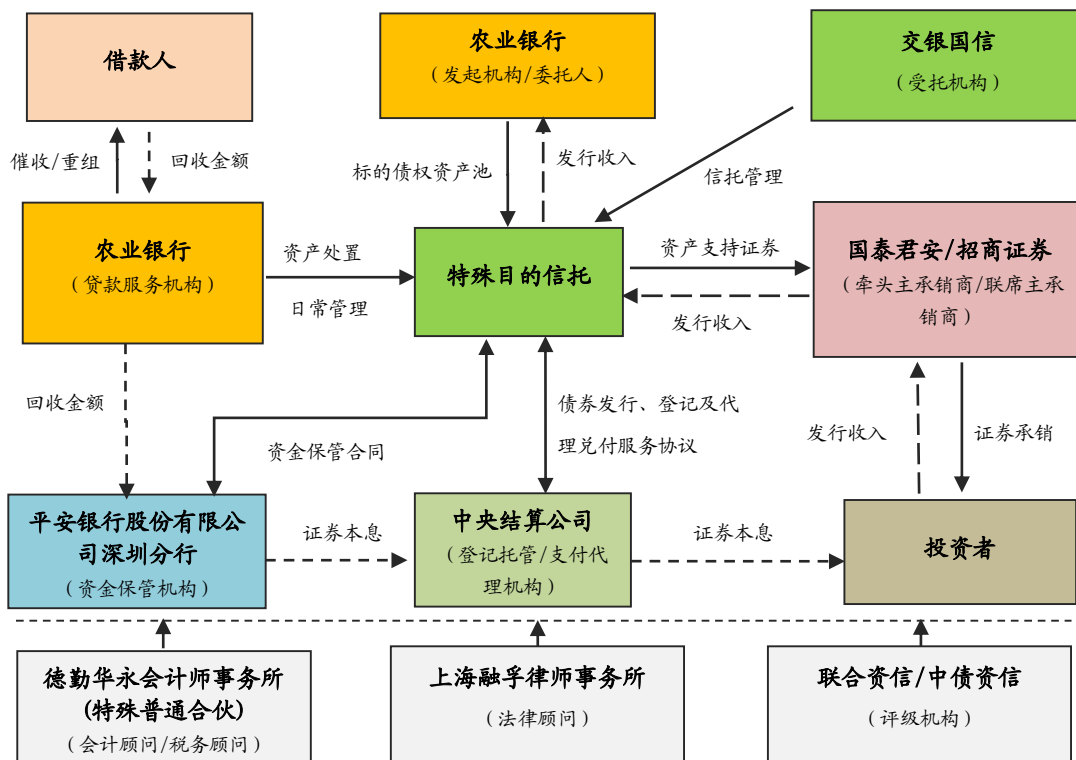 借款人
农业银行
（发起机构/委托人）
交银国信
（受托机构）
催收/重组
回收金额
标的债权资产池
发行收入
信托管理
农业银行
（贷款服务机构）
资产处置
日常管理
特殊目的信托
资产支持证券
发行收入
国泰君安/招商证券
（牵头主承销商/联席主承
销商）
回收金额
资金保管合同
债券发行、登记及代
理兑付服务协议
发行收入
证券承销
平安银行股份有限公
司深圳分行
（资金保管机构）
证券本息
中央结算公司
（登记托管/支付代
理机构）
证券本息
投资者
德勤华永会计师事务所
(特殊普通合伙)
（会计顾问/税务顾问）
上海融孚律师事务所
（法律顾问）
联合资信/中债资信
（评级机构）